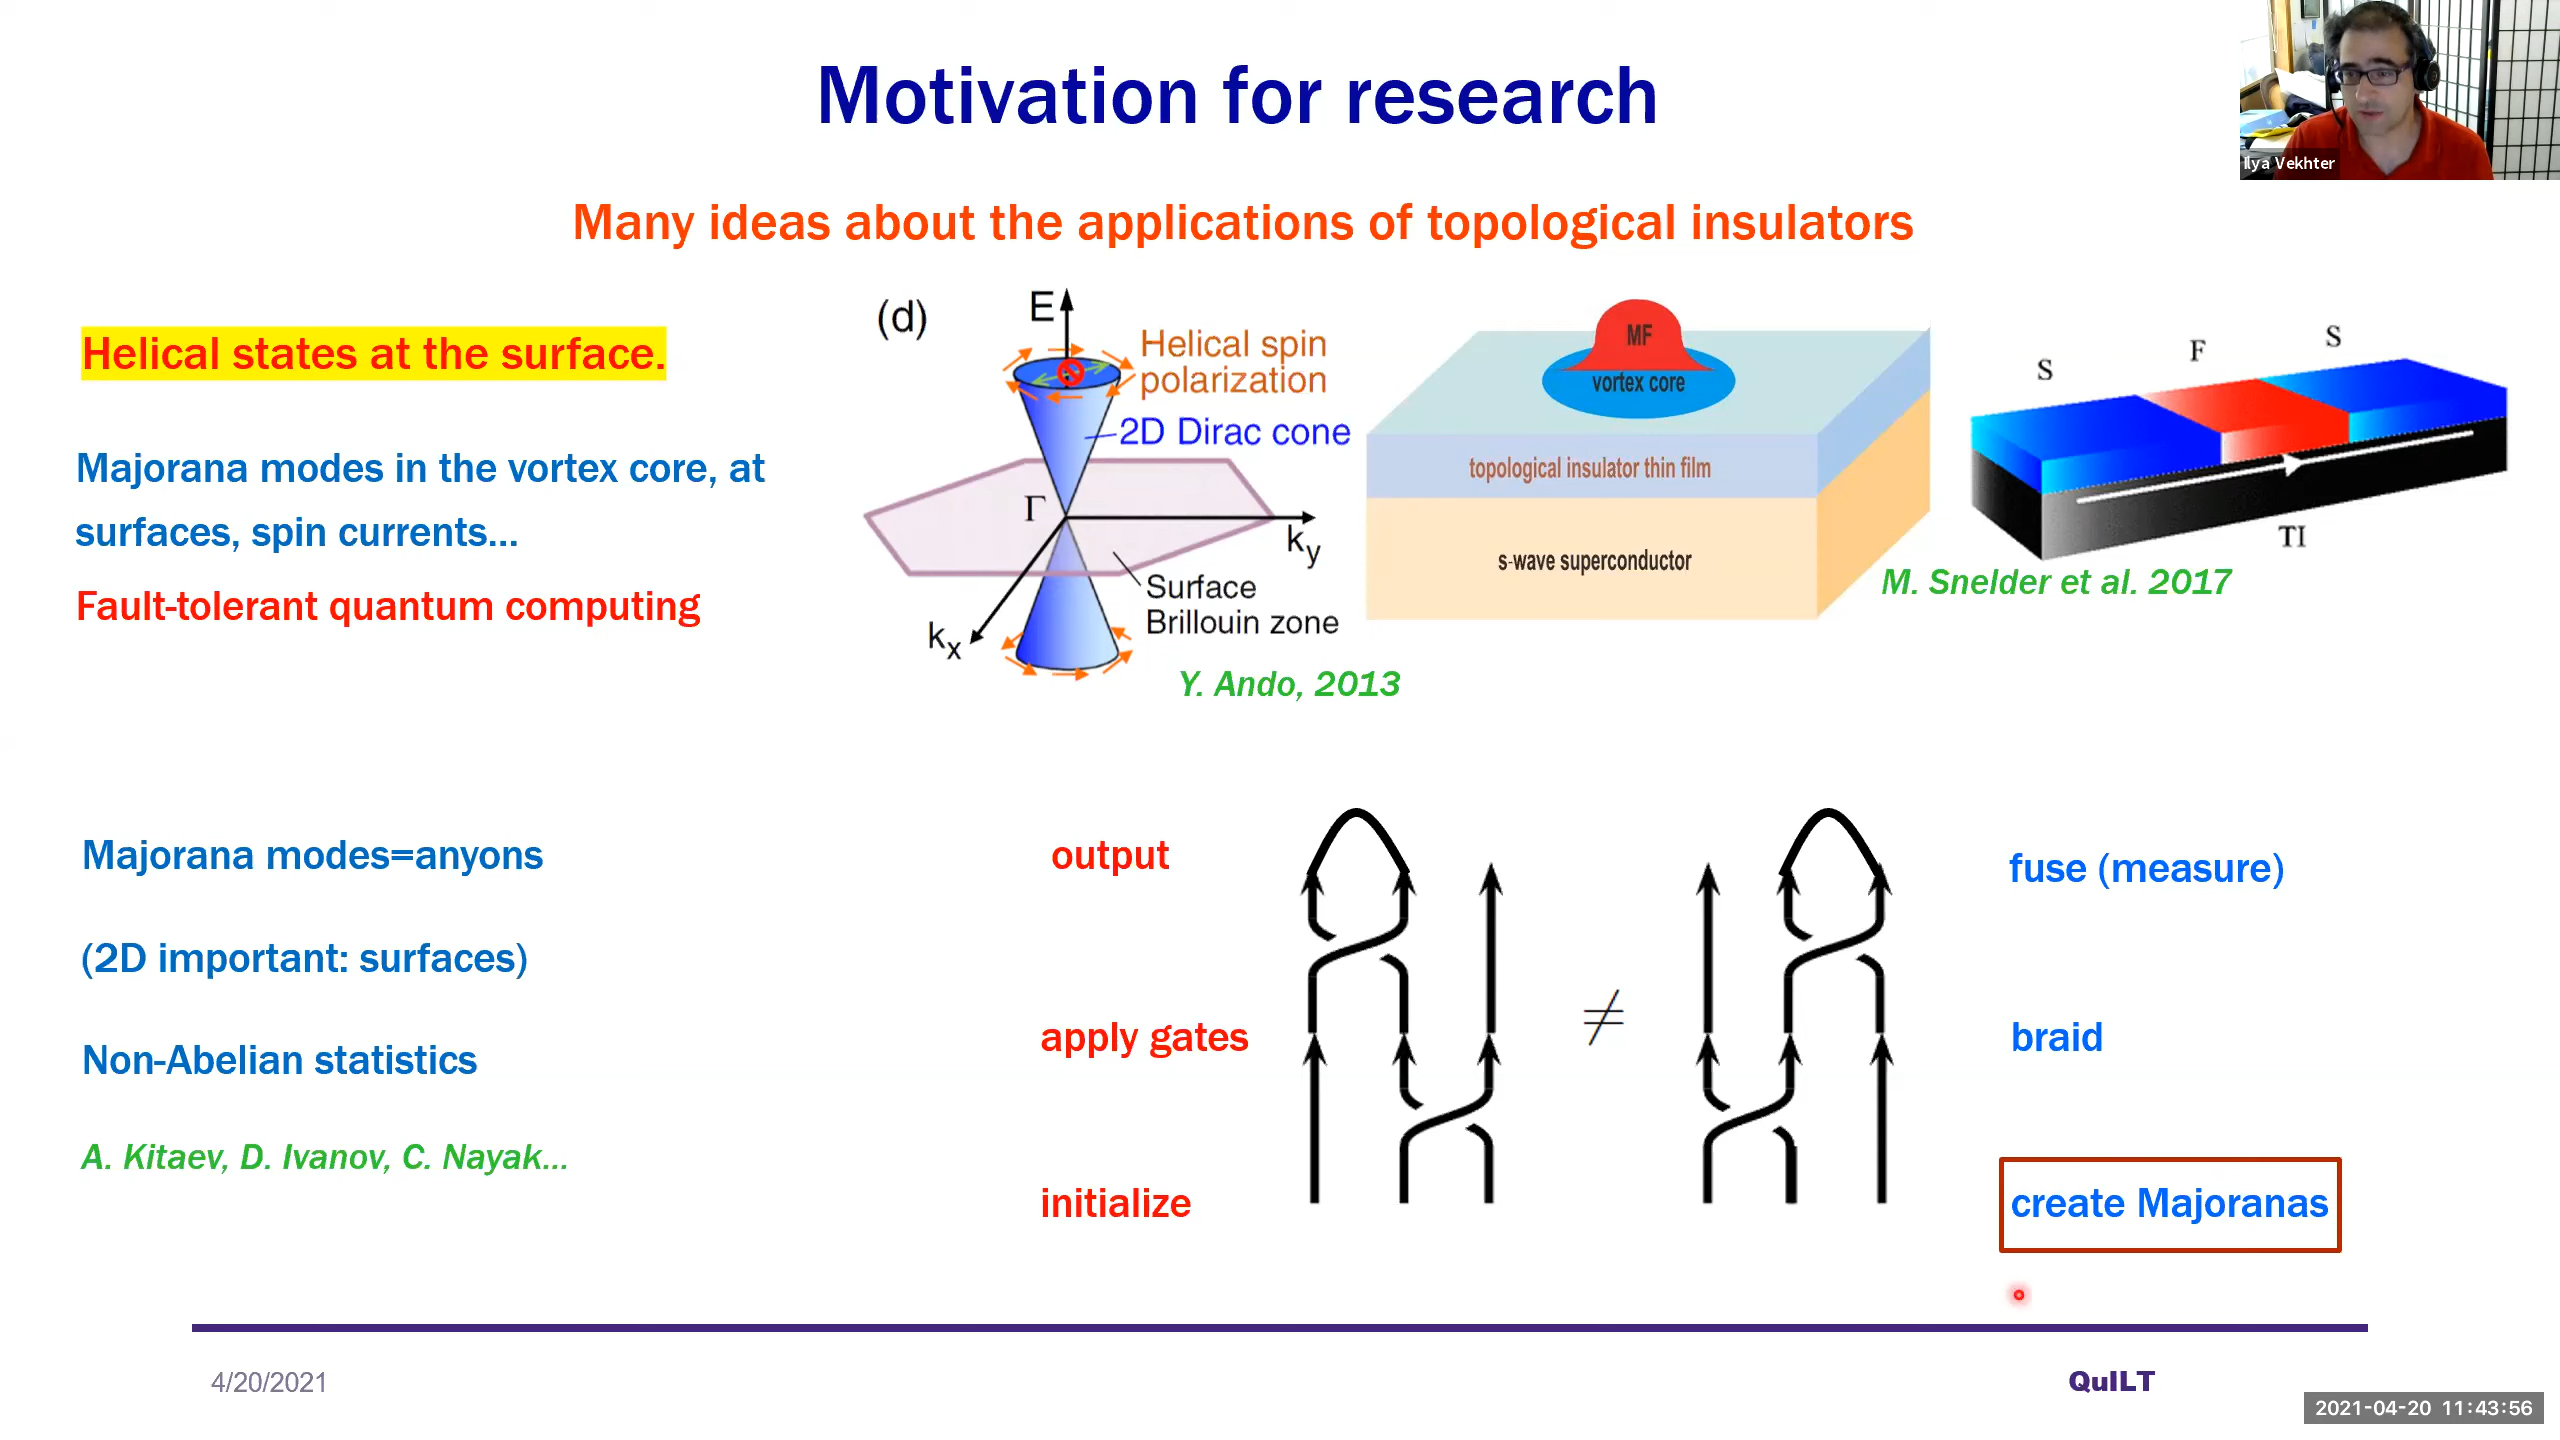 Motivation for research
Ilya Vekhter
Many ideas about the applications of topological insulators
Helical states at the surface.
Majorana modes in the vortex core, at
surfaces, spin currents...
Fault-tolerant quantum computing
(d)
E
Helical spin
polarization
2D Dirac cone
Γ
ky
kx
Surface
Brillouin zone
Y. Ando, 2013
MF
vortex core
topological insulator thin film
s-wave superconductor
S
F
S
TI
M. Snelder et al. 2017
Majorana modes=anyons
(2D important: surfaces)
Non-Abelian statistics
A. Kitaev, D. Ivanov, C. Nayak...
output
apply gates
initialize
≠
fuse (measure)
braid
create Majoranas
4/20/2021
QuILT
2021-04-20 11:43:56